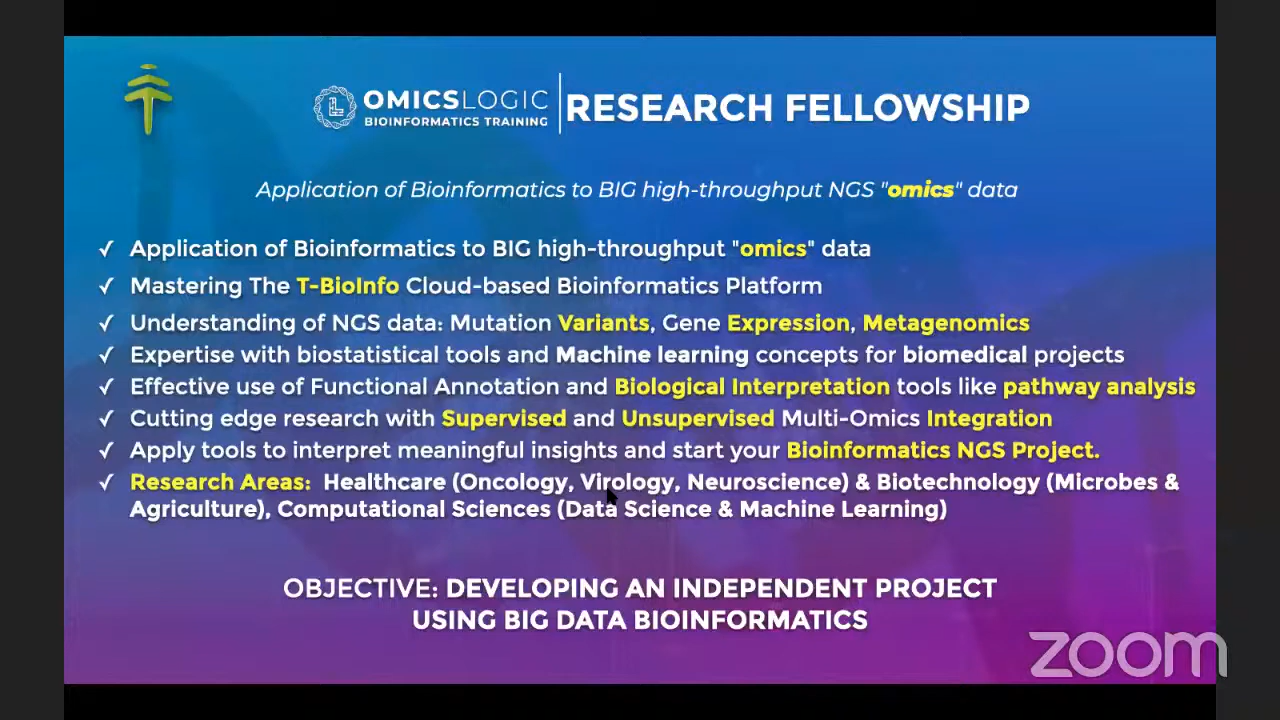 OMICSLOGIC
BIOINFORMATICS TRAINING
RESEARCH FELLOWSHIP
Application of Bioinformatics to BIG high-throughput NGS "omics" data
✓ Application of Bioinformatics to BIG high-throughput "omics" data
✓ Mastering The T-BioInfo Cloud-based Bioinformatics Platform
✓ Understanding of NGS data: Mutation Variants, Gene Expression, Metagenomics
✓ Expertise with biostatistical tools and Machine learning concepts for biomedical projects
✓ Effective use of Functional Annotation and Biological Interpretation tools like pathway analysis
✓ Cutting edge research with Supervised and Unsupervised Multi-Omics Integration
✓ Apply tools to interpret meaningful insights and start your Bioinformatics NGS Project.
✓ Research Areas: Healthcare (Oncology, Virology, Neuroscience) & Biotechnology (Microbes &
Agriculture), Computational Sciences (Data Science & Machine Learning)
OBJECTIVE: DEVELOPING AN INDEPENDENT PROJECT
USING BIG DATA BIOINFORMATICS
zoom